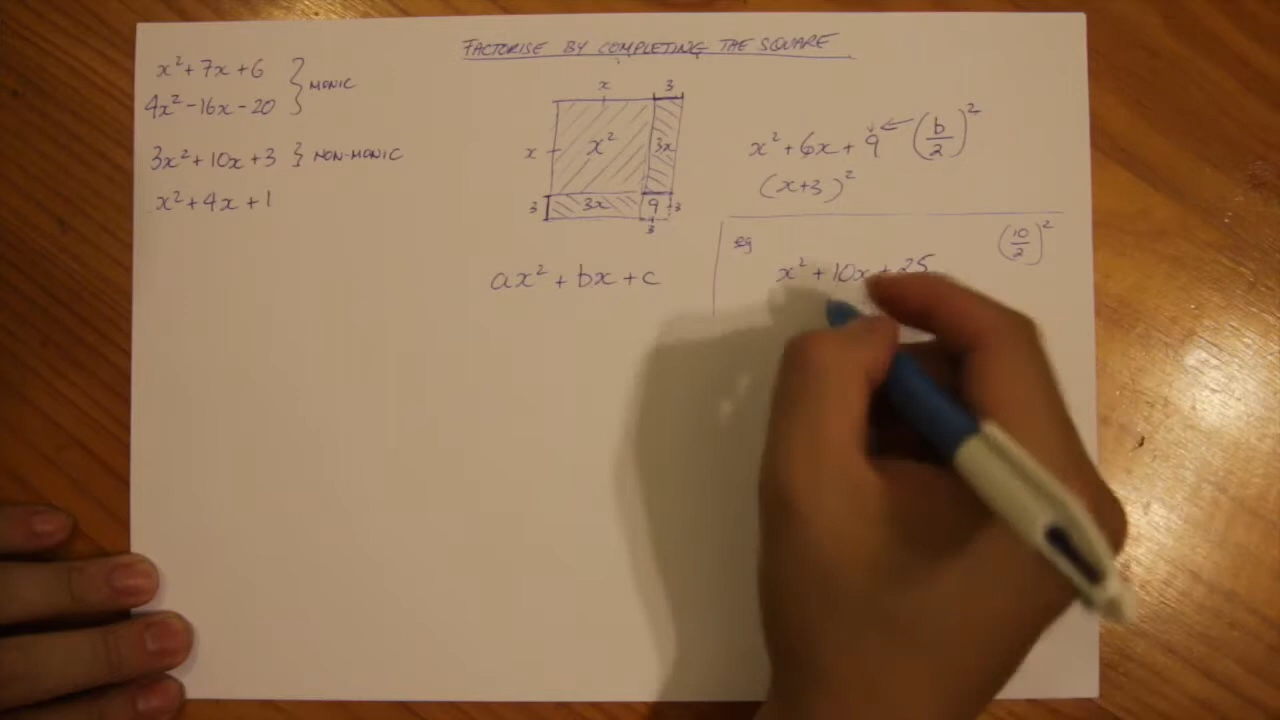 FACTORISE BY COMPLETING THE SQUARE
x²+7x+6
4x²-16x-20
} MONIC
3x²+10x+3 } NON-MONIC
x²+4x+1
x 3
x x² 3x
3 3x 9 3
3
ax²+bx+c
x²+6x+9 ← (b/2)²
(x+3)²
eg (10/2)²
x²+10x+25